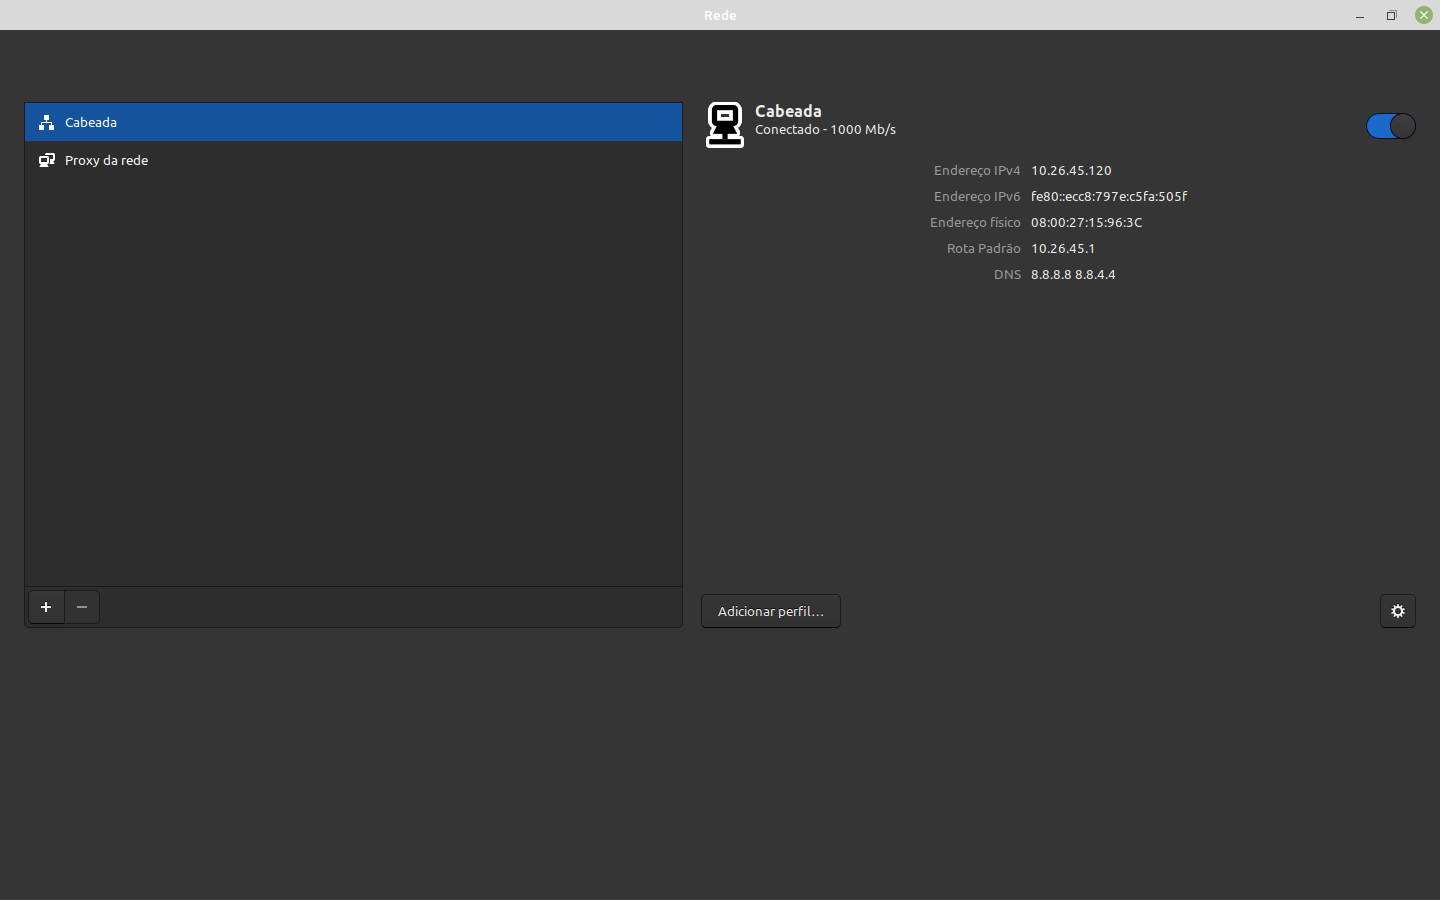 Rede
Cabeada
Proxy da rede
Cabeada
Conectado - 1000 Mb/s
Endereço IPv4 10.26.45.120
Endereço IPv6 fe80::ecc8:797e:c5fa:505f
Endereço físico 08:00:27:15:96:3C
Rota Padrão 10.26.45.1
DNS 8.8.8.8 8.8.4.4
Adicionar perfil…